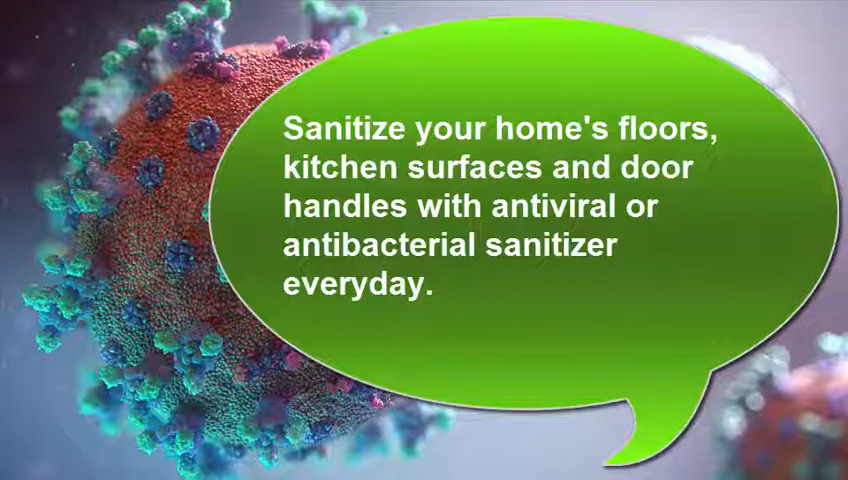 Sanitize your home's floors,
kitchen surfaces and door
handles with antiviral or
antibacterial sanitizer
everyday.